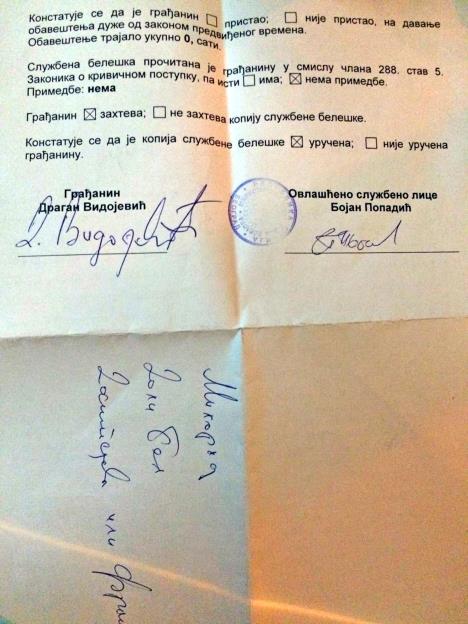 Констатује се да је грађанин ☐ пристао; ☐ није пристао, на давање
обавештења дуже од законом предвиђеног времена.
Обавештење трајало укупно 0, сати.
Службена белешка прочитана је грађанину у смислу члана 288. став 5.
Законика о кривичном поступку, па исти ☐ има; ☒ нема примедбе.
Примедбе: нема
Грађанин ☒ захтева; ☐ не захтева копију службене белешке.
Констатује се да је копија службене белешке ☒ уручена; ☐ није уручена
грађанину.
Грађанин
Драган Видојевић
Овлашћено службено лице
Бојан Попадић
Д. Видојевић
или